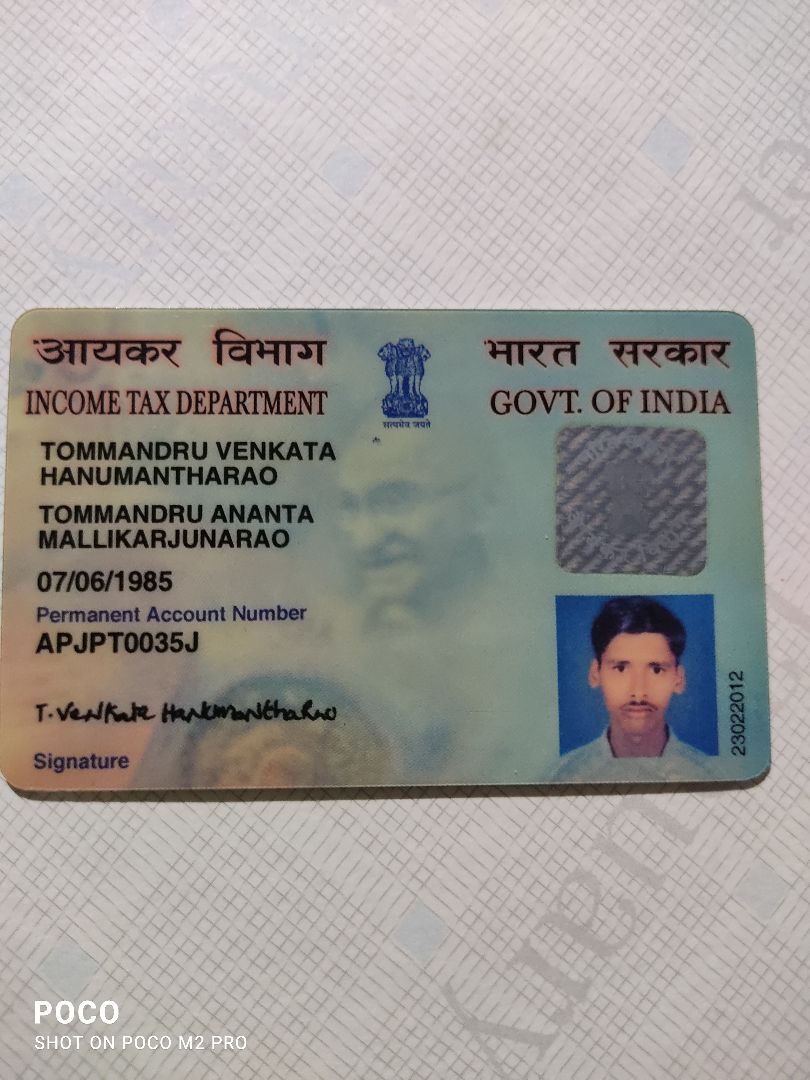 आयकर विभाग
INCOME TAX DEPARTMENT
सत्यमेव जयते
भारत सरकार
GOVT. OF INDIA
TOMMANDRU VENKATA
HANUMANTHARAO
TOMMANDRU ANANTA
MALLIKARJUNARAO
07/06/1985
Permanent Account Number
APJPT0035J
T. Venkata Hanumantharao
Signature
23022012
POCO
SHOT ON POCO M2 PRO